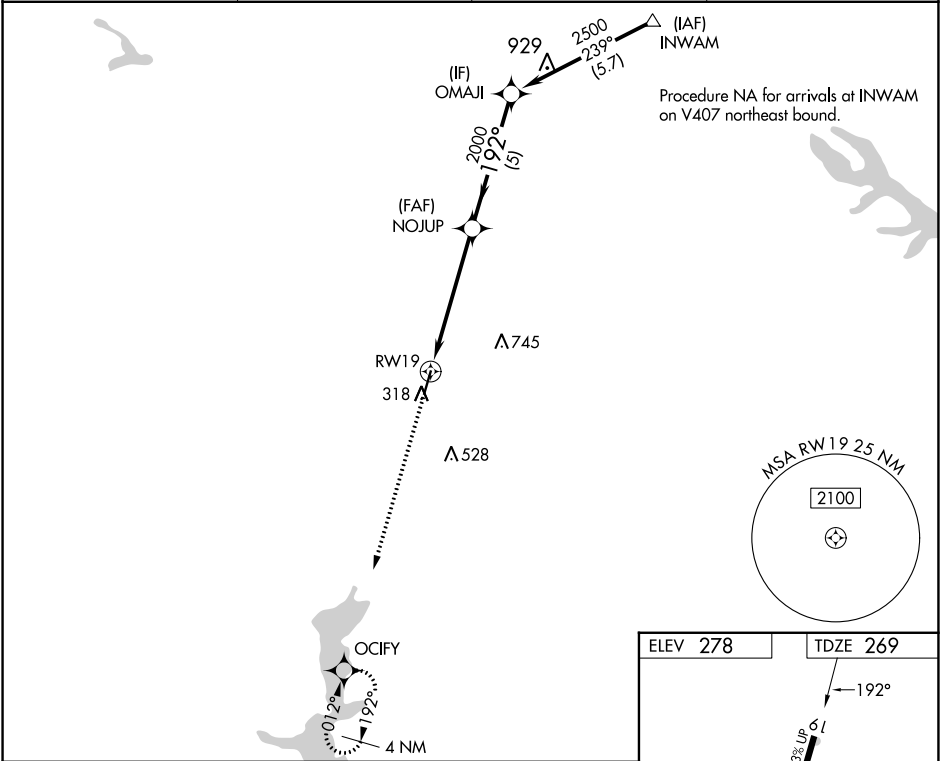 (IAF)
INWAM
2500
239°
(5.7)
929
(IF)
OMAJI
Procedure NA for arrivals at INWAM
on V407 northeast bound.
2000
192°
(5)
(FAF)
NOJUP
745
RW19
318
528
MSA RW19 25 NM
2100
OCIFY
012°
192°
4 NM
ELEV 278
TDZE 269
192°
19
3% UP